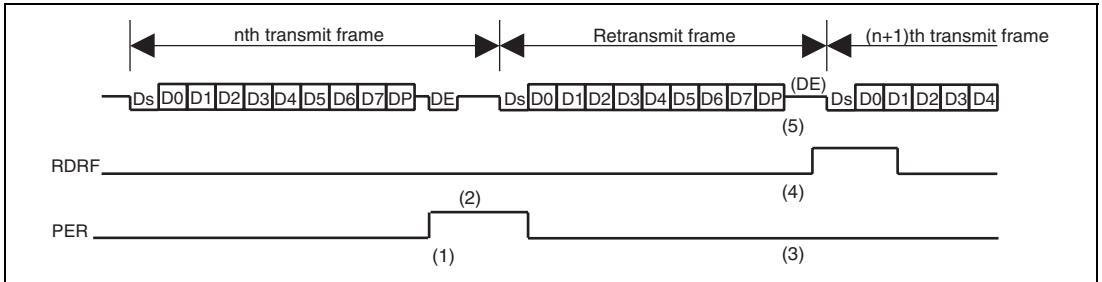 nth transmit frame Retransmit frame (n+1)th transmit frame
Ds D0 D1 D2 D3 D4 D5 D6 D7 DP DE Ds D0 D1 D2 D3 D4 D5 D6 D7 DP (DE) Ds D0 D1 D2 D3 D4
(5)
RDRF
(4)
(2)
PER
(1) (3)